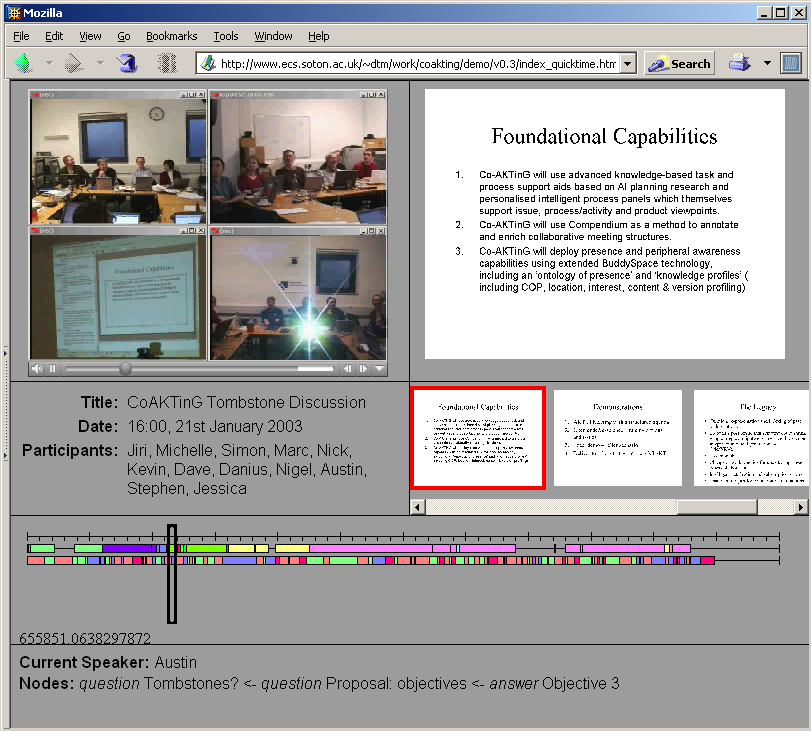 Mozilla
File Edit View Go Bookmarks Tools Window Help
http://www.ecs.soton.ac.uk/~dtm/work/coakting/demo/v0.3/index_quicktime.htm
Search
Foundational Capabilities
1. Co-AKTinG will use advanced knowledge-based task and
process support aids based on AI planning research and
personalised intelligent process panels which themselves
support issue, process/activity and product viewpoints.
2. Co-AKTinG will use Compendium as a method to annotate
and enrich collaborative meeting structures.
3. Co-AKTinG will deploy presence and peripheral awareness
capabilities using extended BuddySpace technology,
including an 'ontology of presence' and 'knowledge profiles' (
including COP, location, interest, content & version profiling)
Foundational Capabilities
Title: CoAKTinG Tombstone Discussion
Date: 16:00, 21st January 2003
Participants: Jiri, Michelle, Simon, Marc, Nick,
Kevin, Dave, Danius, Nigel, Austin,
Stephen, Jessica
Foundational Capabilities
Demonstrations
The Legacy
655851.0638297872
Current Speaker: Austin
Nodes: question Tombstones? <- question Proposal: objectives <- answer Objective 3